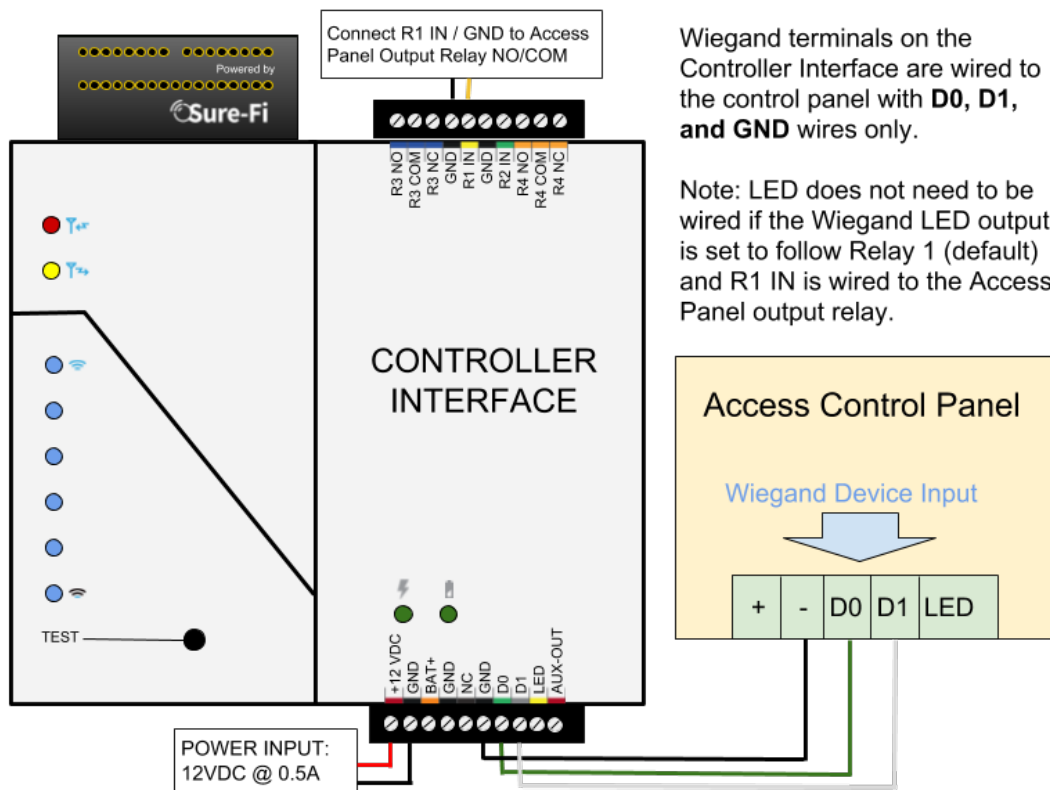 Powered by
Sure-Fi
Connect R1 IN / GND to Access
Panel Output Relay NO/COM
R3 NO
R3 COM
R3 NC
GND
R1 IN
GND
R2 IN
R4 NO
R4 COM
R4 NC
Wiegand terminals on the
Controller Interface are wired to
the control panel with D0, D1,
and GND wires only.
Note: LED does not need to be
wired if the Wiegand LED output
is set to follow Relay 1 (default)
and R1 IN is wired to the Access
Panel output relay.
CONTROLLER
INTERFACE
TEST
+12 VDC
GND
BAT+
GND
NC
GND
D0
D1
LED
AUX-OUT
POWER INPUT:
12VDC @ 0.5A
Access Control Panel
Wiegand Device Input
+
-
D0
D1
LED